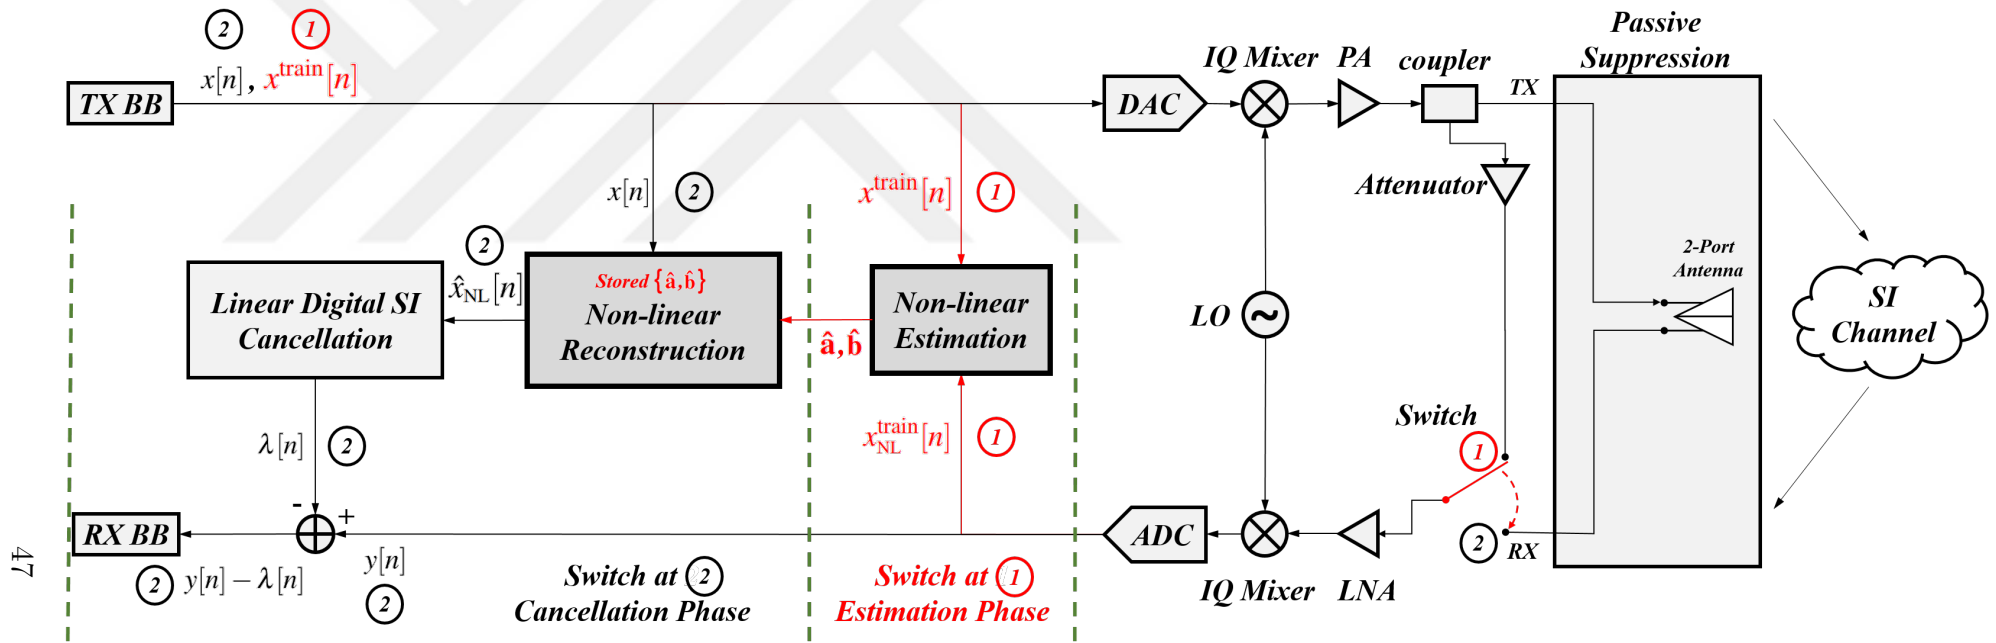 2 1
x[n], x^train[n]
TX BB
DAC
IQ Mixer
PA
coupler
TX
Passive
Suppression
Attenuator
x[n] 2
x^train[n] 1
2
x̂_NL[n]
Linear Digital SI
Cancellation
Stored {â,b̂}
Non-linear
Reconstruction
â,b̂
Non-linear
Estimation
LO
2-Port
Antenna
SI
Channel
λ[n] 2
x_NL^train[n] 1
Switch
1
2
RX
- +
RX BB
2 y[n] − λ[n]
y[n]
2
ADC
IQ Mixer
LNA
Switch at 2
Cancellation Phase
Switch at 1
Estimation Phase
47